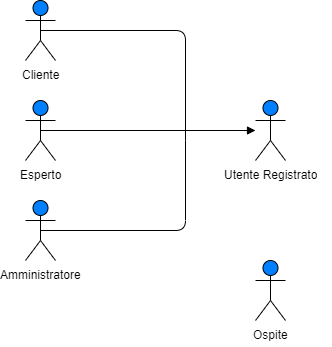 Cliente
Esperto
Utente Registrato
Amministratore
Ospite